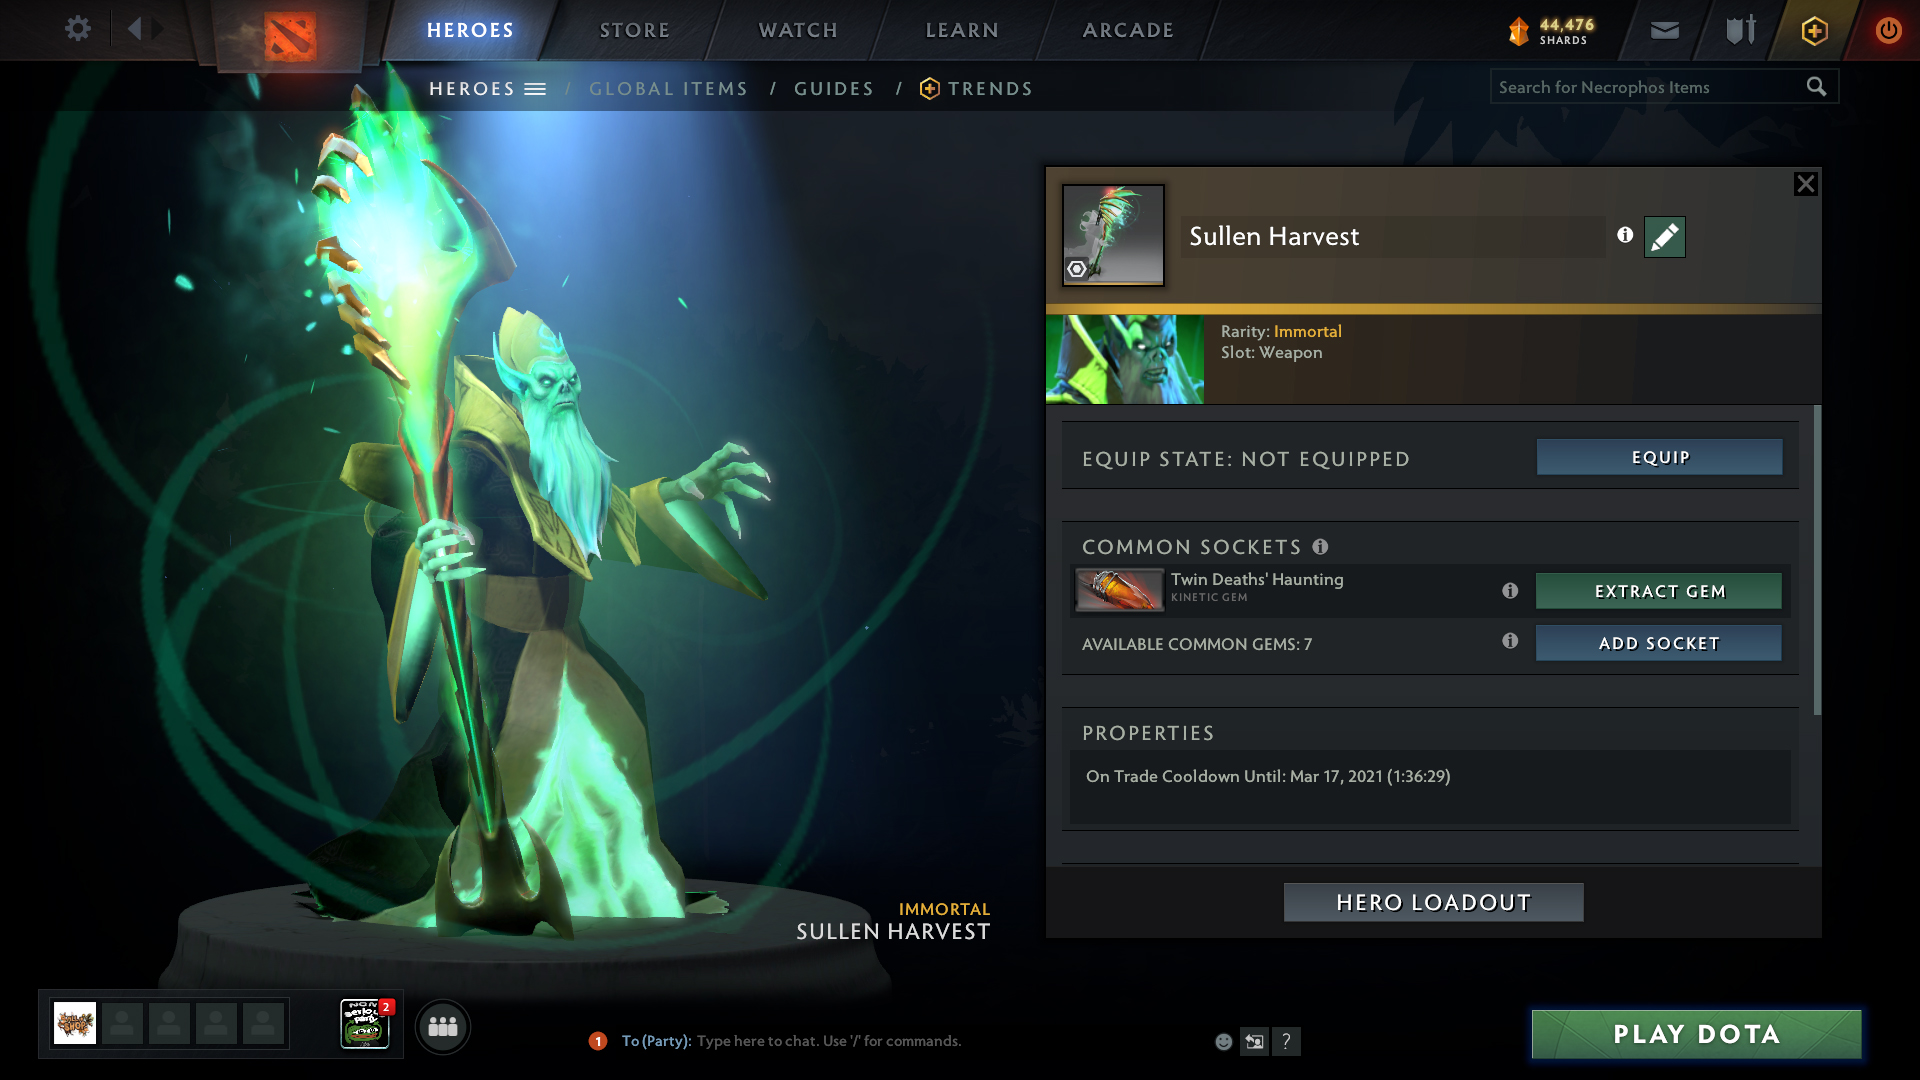 HEROES
STORE
WATCH
LEARN
ARCADE
44,476
SHARDS
HEROES / GLOBAL ITEMS / GUIDES / TRENDS
Search for Necrophos Items
Sullen Harvest
Rarity: Immortal
Slot: Weapon
EQUIP STATE: NOT EQUIPPED
EQUIP
COMMON SOCKETS
Twin Deaths' Haunting
KINETIC GEM
EXTRACT GEM
AVAILABLE COMMON GEMS: 7
ADD SOCKET
PROPERTIES
On Trade Cooldown Until: Mar 17, 2021 (1:36:29)
HERO LOADOUT
IMMORTAL
SULLEN HARVEST
2
1
To (Party): Type here to chat. Use '/' for commands.
?
PLAY DOTA